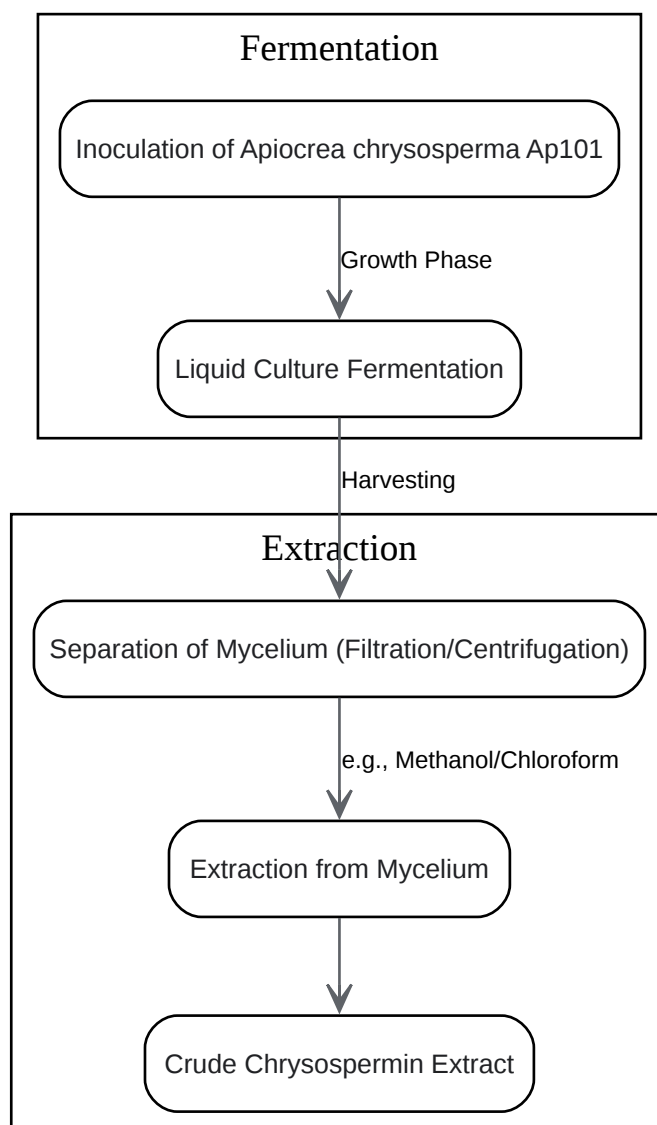 Fermentation
Inoculation of Apiocrea chrysosperma Ap101
Growth Phase
Liquid Culture Fermentation
Harvesting
Extraction
Separation of Mycelium (Filtration/Centrifugation)
e.g., Methanol/Chloroform
Extraction from Mycelium
Crude Chrysospermin Extract